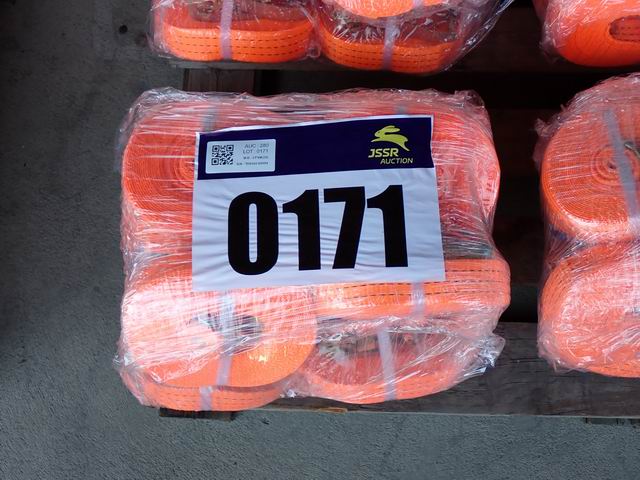 AUC : 280
LOT : 0171
JSSR
AUCTION
0171